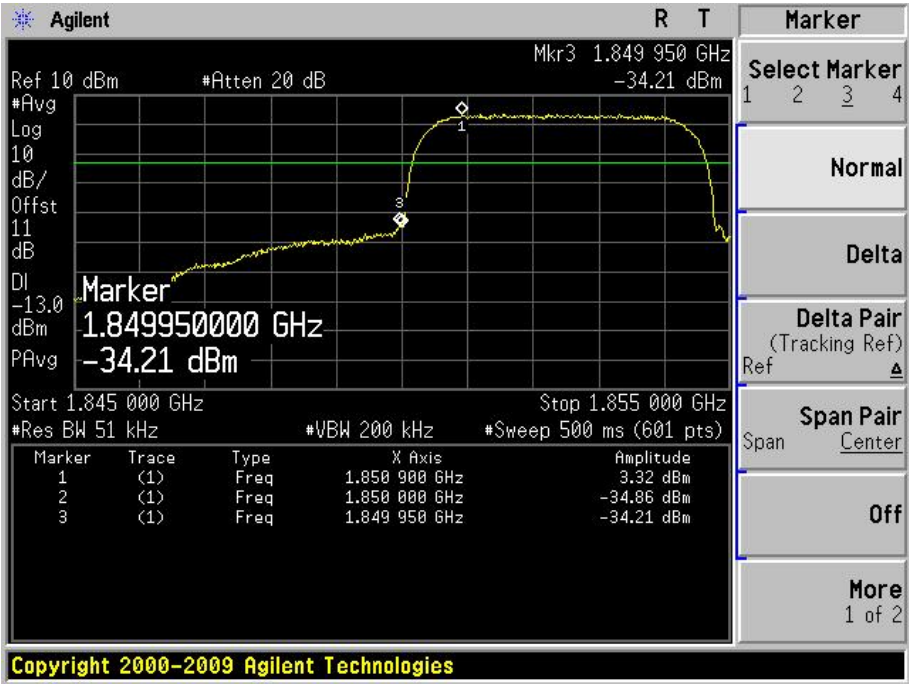 Agilent R T
Mkr3 1.849 950 GHz
Ref 10 dBm #Atten 20 dB -34.21 dBm
#Avg
Log
10
dB/
Offst
11
dB
DI
-13.0
dBm
PAvg
1
3
Marker
1.849950000 GHz
-34.21 dBm
Start 1.845 000 GHz Stop 1.855 000 GHz
#Res BW 51 kHz #VBW 200 kHz #Sweep 500 ms (601 pts)
Marker Trace Type X Axis Amplitude
1 (1) Freq 1.850 900 GHz 3.32 dBm
2 (1) Freq 1.850 000 GHz -34.86 dBm
3 (1) Freq 1.849 950 GHz -34.21 dBm
Marker
Select Marker
1 2 3 4
Normal
Delta
Delta Pair
(Tracking Ref)
Ref Δ
Span Pair
Span Center
Off
More
1 of 2
Copyright 2000-2009 Agilent Technologies